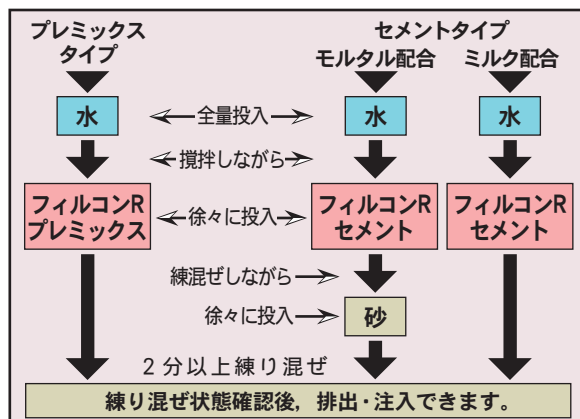 プレミックス
タイプ
セメントタイプ
モルタル配合 ミルク配合
水 全量投入 水 水
撹拌しながら
フィルコンR
プレミックス
徐々に投入
フィルコンR
セメント
フィルコンR
セメント
練混ぜしながら
徐々に投入 砂
2分以上練り混ぜ
練り混ぜ状態確認後，排出・注入できます。